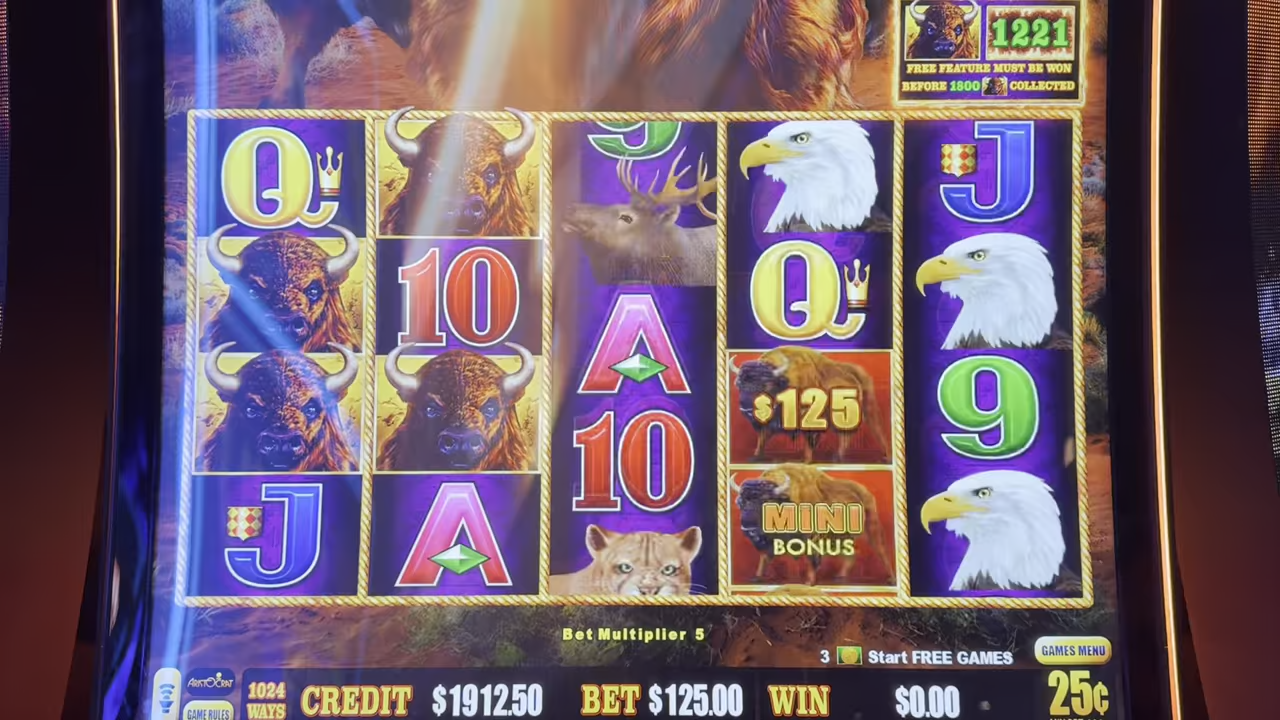 1221
FREE FEATURE MUST BE WON
BEFORE 1800 COLLECTED
Q
J
10
Q
A
$125
9
10
MINI
BONUS
J
A
Bet Multiplier 5
3 Start FREE GAMES
GAMES MENU
ARISTOCRAT
GAME RULES
1024
WAYS
CREDIT $1912.50 BET $125.00 WIN $0.00
25¢